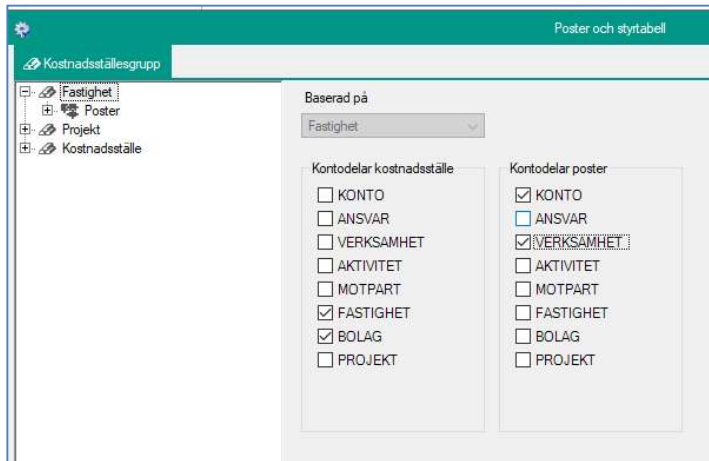 Poster och styrtabell
Kostnadsställesgrupp
Fastighet
Poster
Projekt
Kostnadsställe
Baserad på
Fastighet
Kontodelar kostnadsställe
KONTO
ANSVAR
VERKSAMHET
AKTIVITET
MOTPART
FASTIGHET
BOLAG
PROJEKT
Kontodelar poster
KONTO
ANSVAR
VERKSAMHET
AKTIVITET
MOTPART
FASTIGHET
BOLAG
PROJEKT